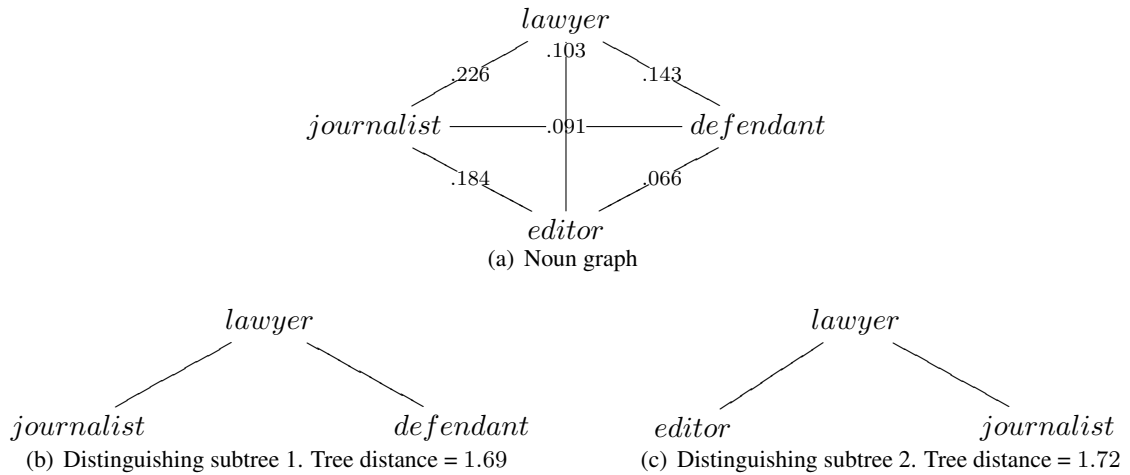 lawyer
.103
.226 .143
journalist .091 defendant
.184 .066
editor
(a) Noun graph
lawyer
journalist defendant
(b) Distinguishing subtree 1. Tree distance = 1.69
lawyer
editor journalist
(c) Distinguishing subtree 2. Tree distance = 1.72